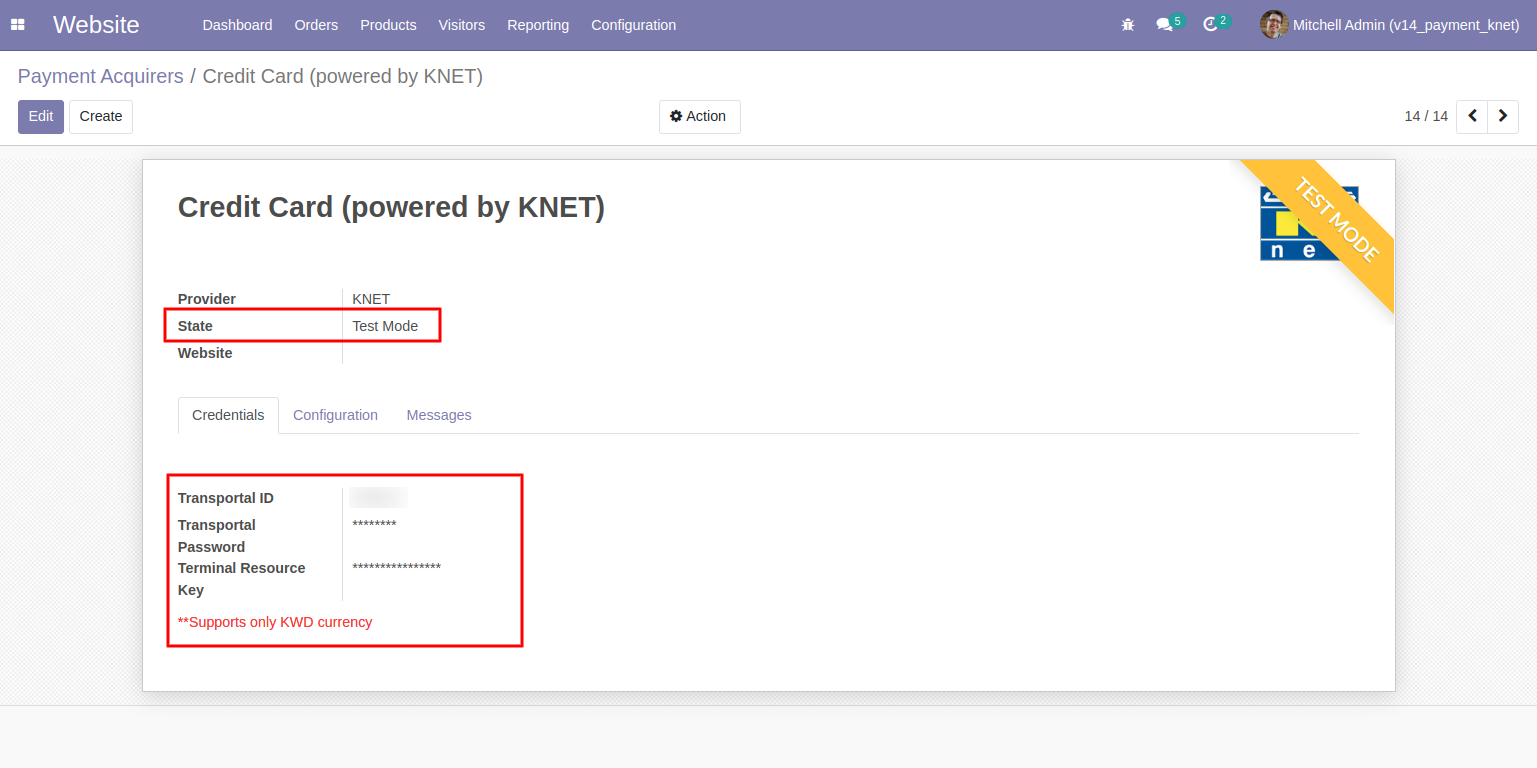 Website Dashboard Orders Products Visitors Reporting Configuration 5 2 Mitchell Admin (v14_payment_knet)
Payment Acquirers / Credit Card (powered by KNET)
Edit Create Action 14 / 14
Credit Card (powered by KNET)
TEST MODE
n e
Provider KNET
State Test Mode
Website
Credentials Configuration Messages
Transportal ID
Transportal ********
Password
Terminal Resource ****************
Key
**Supports only KWD currency